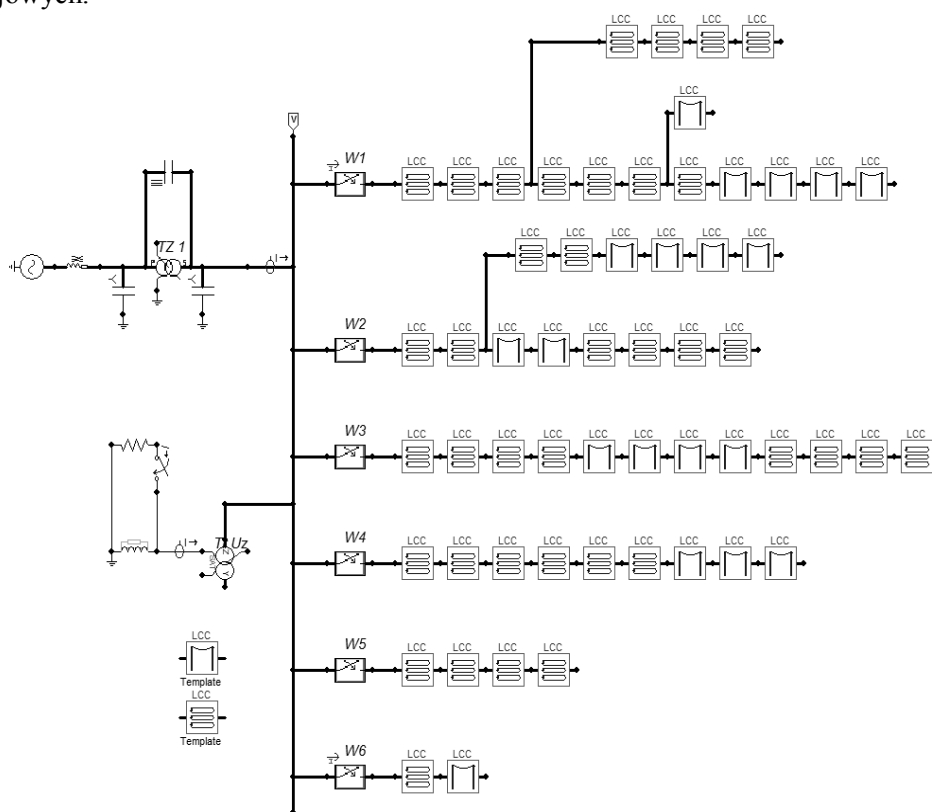 jowych.
LCC LCC LCC LCC
LCC
V
W1
LCC LCC LCC LCC LCC LCC LCC LCC LCC LCC LCC
TZ 1
P S
I
LCC LCC LCC LCC LCC LCC
W2
LCC LCC LCC LCC LCC LCC LCC LCC
W3
LCC LCC LCC LCC LCC LCC LCC LCC LCC LCC LCC LCC
I
Uz
Z
SAT
Y
W4
LCC LCC LCC LCC LCC LCC LCC LCC LCC
LCC
Template
LCC
Template
W5
LCC LCC LCC LCC
W6
LCC LCC